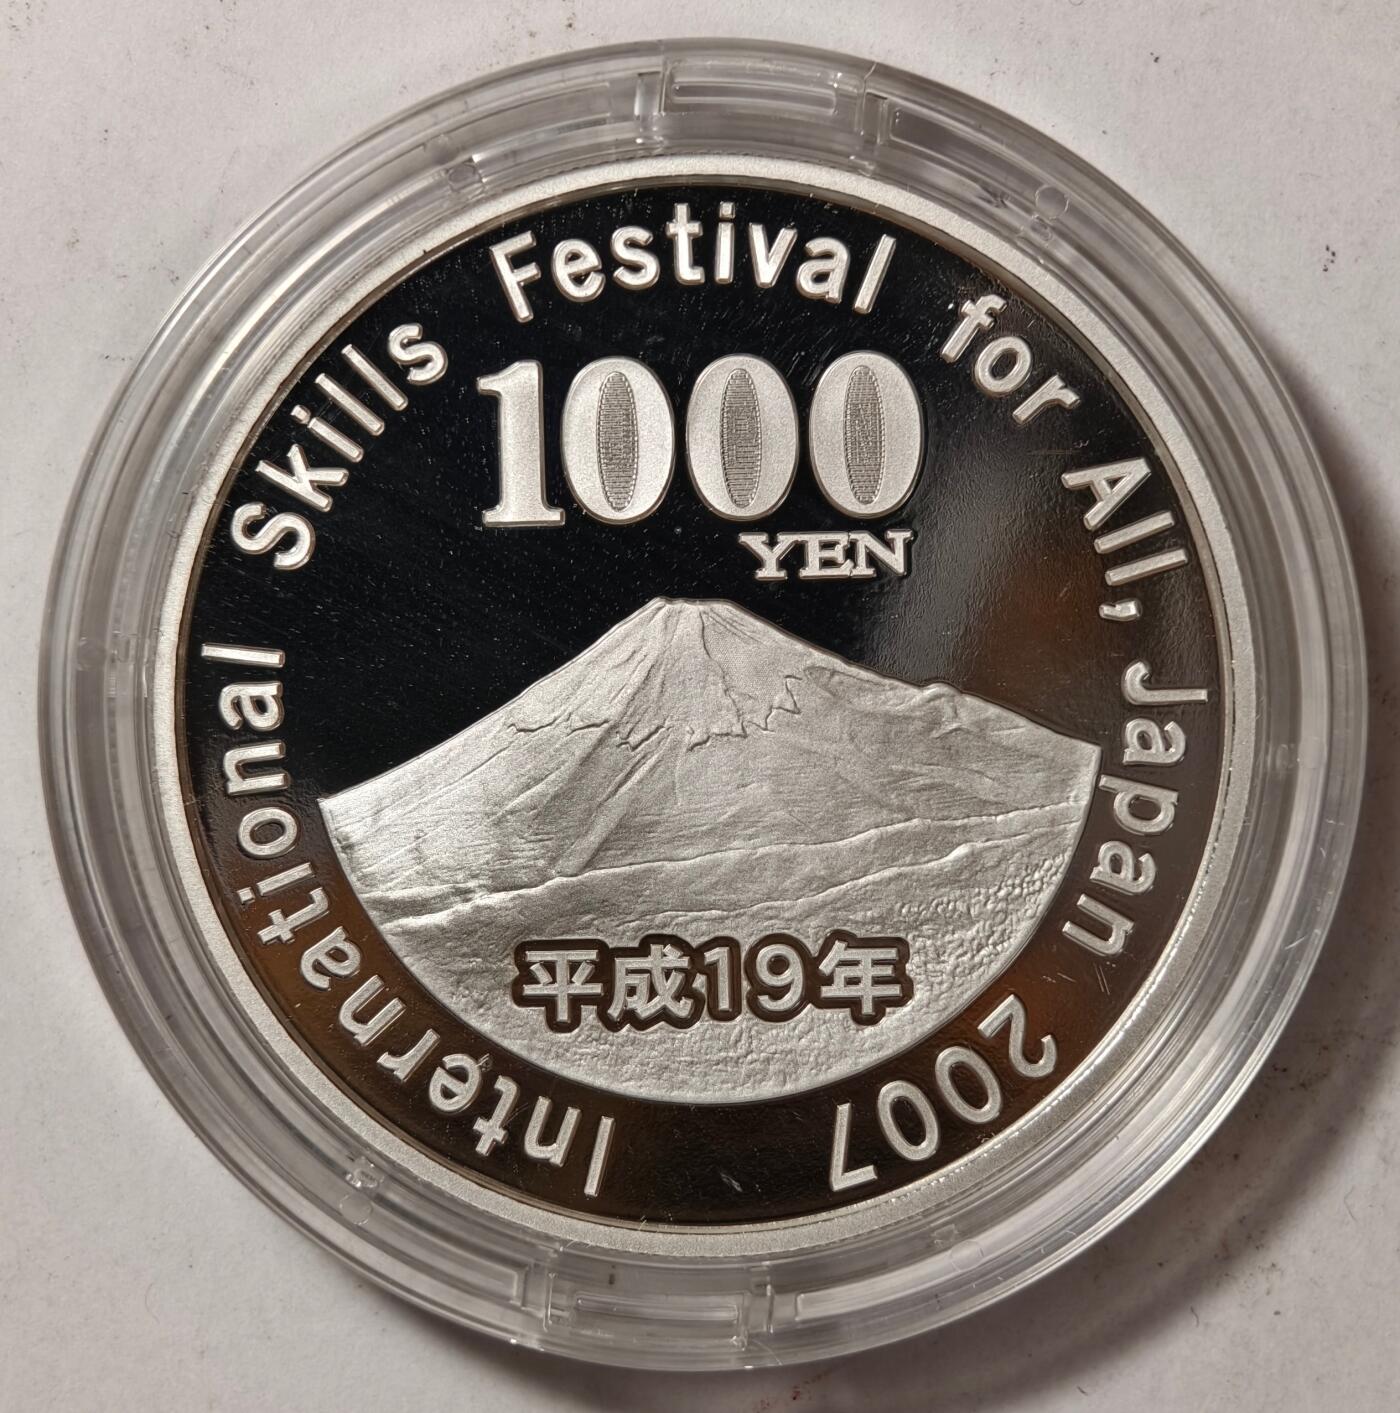 International Skills Festival for All, Japan 2007
1000
YEN
平成19年